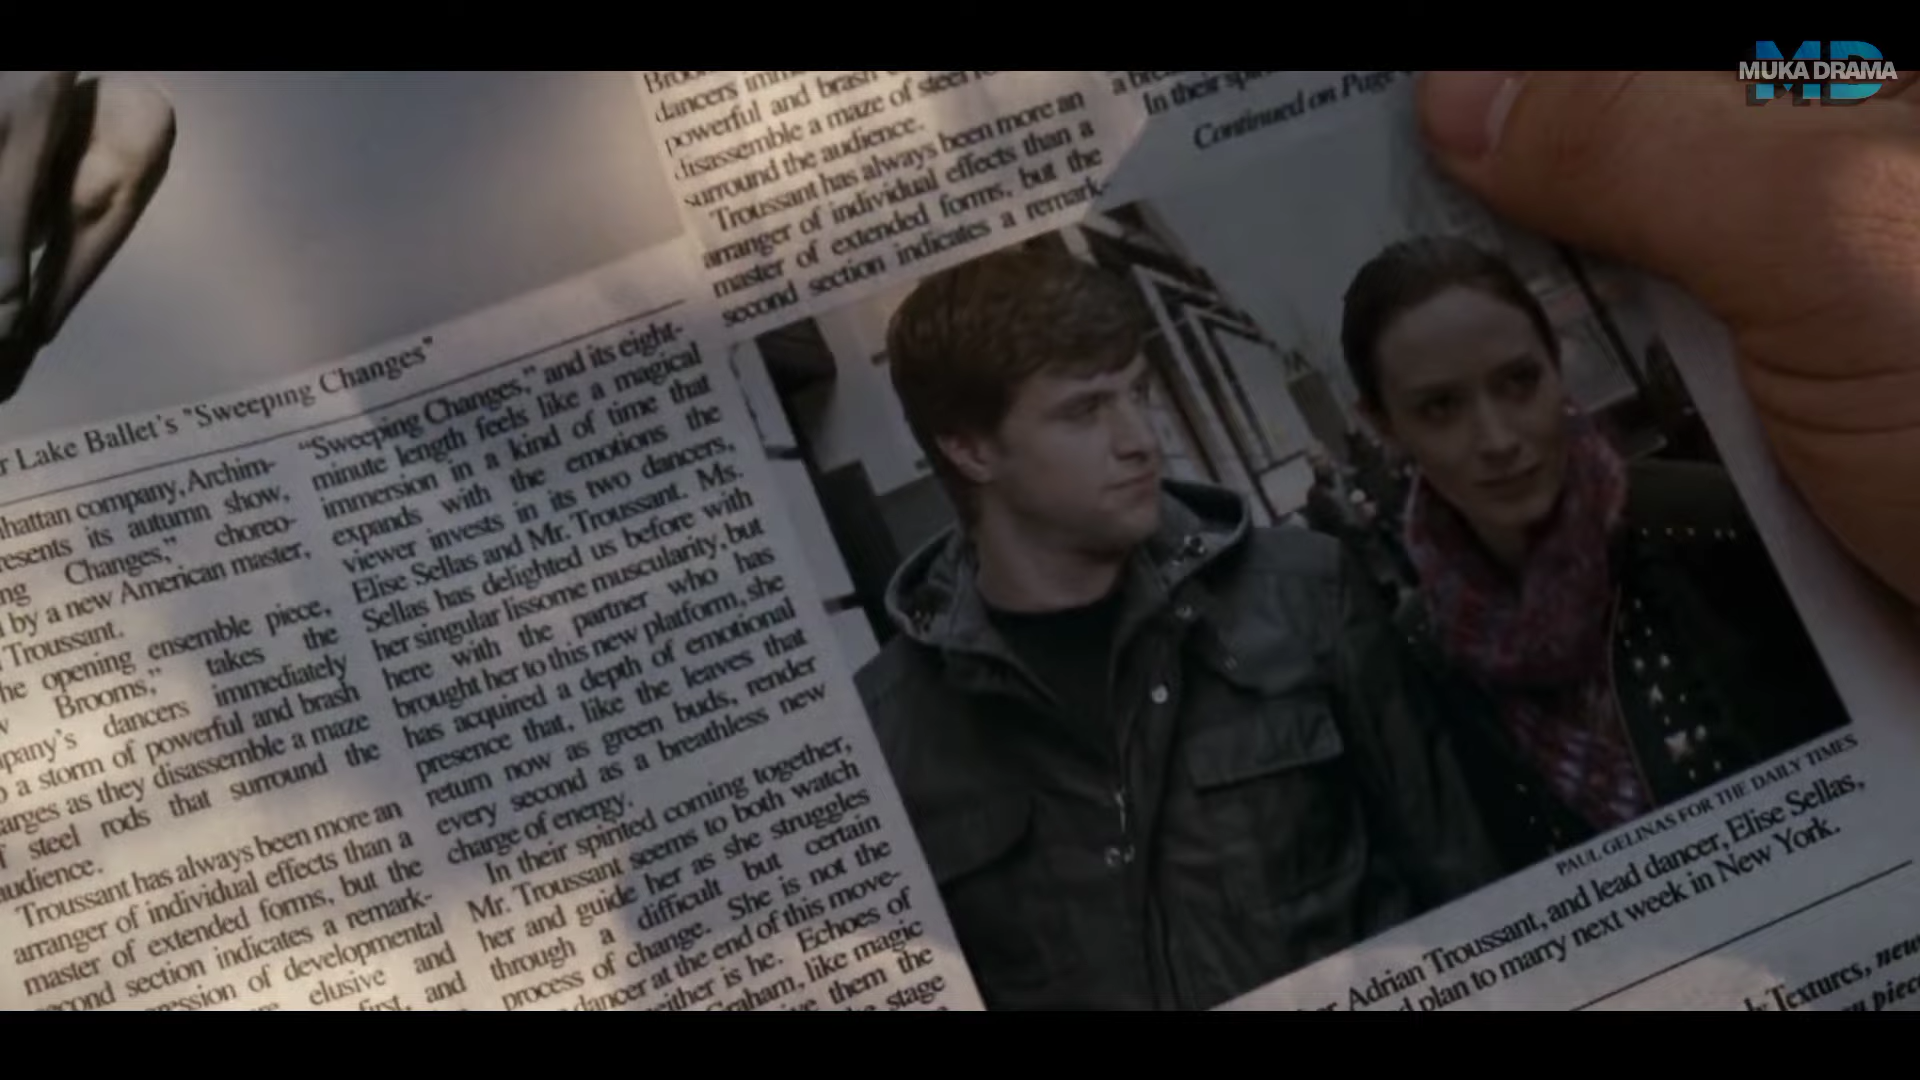 MD
MUKA DRAMA
dancers
powerful and brash
disassemble a maze of steel
surround the audience.
Troussant has always been more an
arranger of individual effects than a
master of extended forms, but the
second section indicates a remark-
In their
Continued on Page
Lake Ballet's "Sweeping Changes"
company, Archim-
its autumn show,
Changes," choreo-
by a new American master,
Troussant.
opening ensemble piece,
Brooms," takes the
dancers immediately
a storm of powerful and brash
as they disassemble a maze
steel rods that surround the
Troussant has always been more an
arranger of individual effects than a
master of extended forms, but the
second section indicates a remark-
of developmental
elusive and
and
"Sweeping Changes," and its eight-
minute length feels like a magical
immersion in a kind of time that
expands with the emotions the
viewer invests in its two dancers,
Elise Sellas and Mr. Troussant. Ms.
Sellas has delighted us before with
her singular lissome muscularity, but
here with the partner who has
brought her to this new platform, she
has acquired a depth of emotional
presence that, like the leaves that
return now as green buds, render
every second as a breathless new
charge of energy.
In their spirited coming together,
Mr. Troussant seems to both watch
her and guide her as she struggles
through a difficult but certain
process of change. She is not the
dancer at the end of this move-
is he. Echoes of
Graham, like magic
them the
stage
PAUL GELINAS FOR THE DAILY TIMES
Adrian Troussant, and lead dancer, Elise Sellas,
plan to marry next week in New York.
Textures,